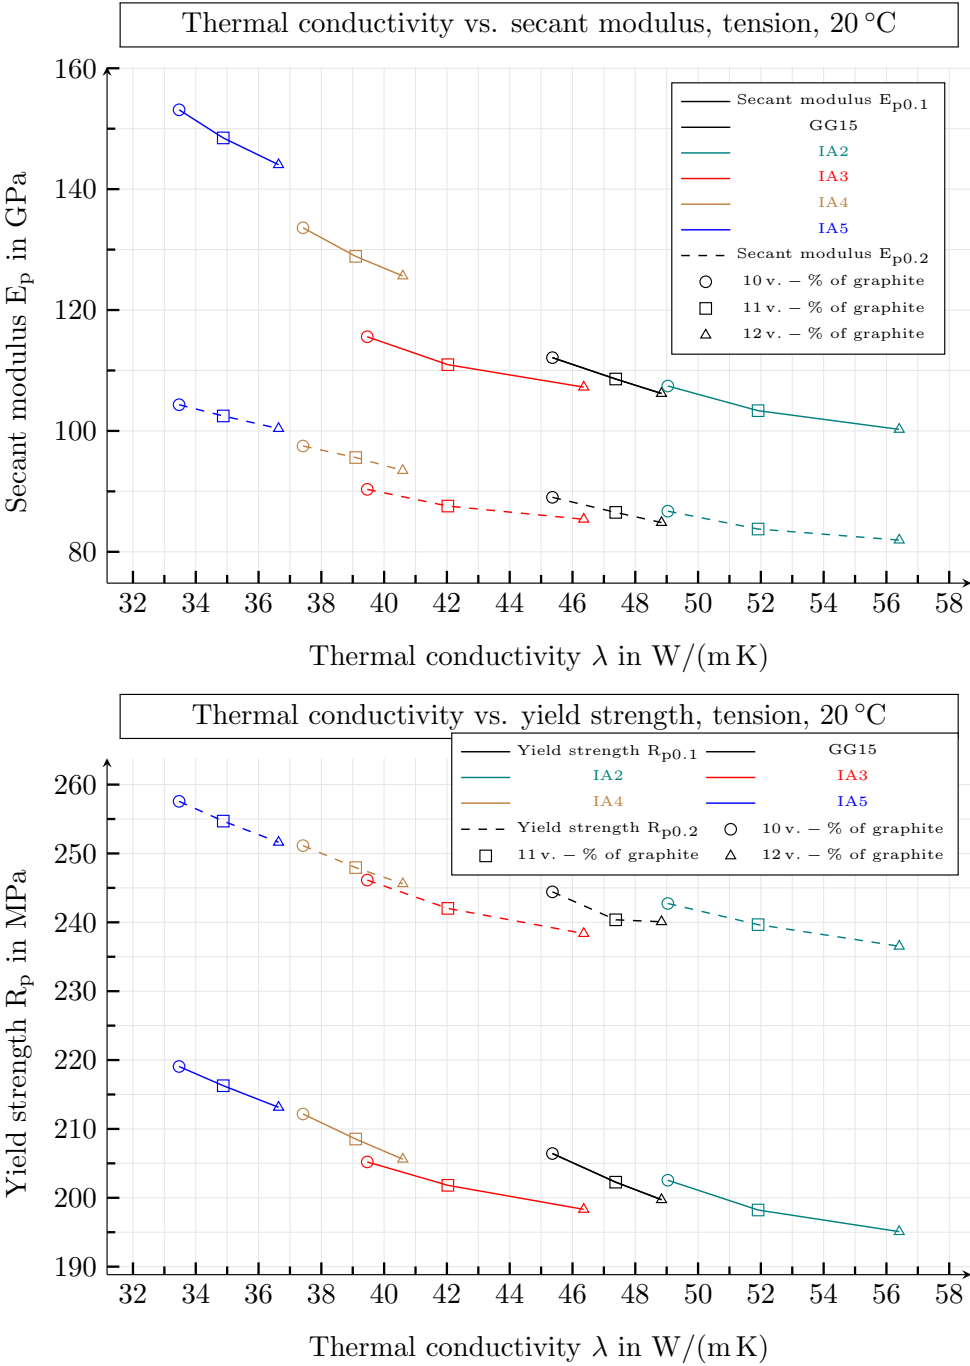 Thermal conductivity vs. secant modulus, tension, 20 °C
160
140
120
100
80
Secant modulus Eₚ in GPa
Secant modulus Eₚ₀.₁
GG15
IA2
IA3
IA4
IA5
Secant modulus Eₚ₀.₂
10 v. − % of graphite
11 v. − % of graphite
12 v. − % of graphite
32 34 36 38 40 42 44 46 48 50 52 54 56 58
Thermal conductivity λ in W/(m K)
Thermal conductivity vs. yield strength, tension, 20 °C
Yield strength Rₚ₀.₁ GG15
IA2 IA3
IA4 IA5
Yield strength Rₚ₀.₂ 10 v. − % of graphite
11 v. − % of graphite 12 v. − % of graphite
260
250
240
230
220
210
200
190
Yield strength Rₚ in MPa
32 34 36 38 40 42 44 46 48 50 52 54 56 58
Thermal conductivity λ in W/(m K)